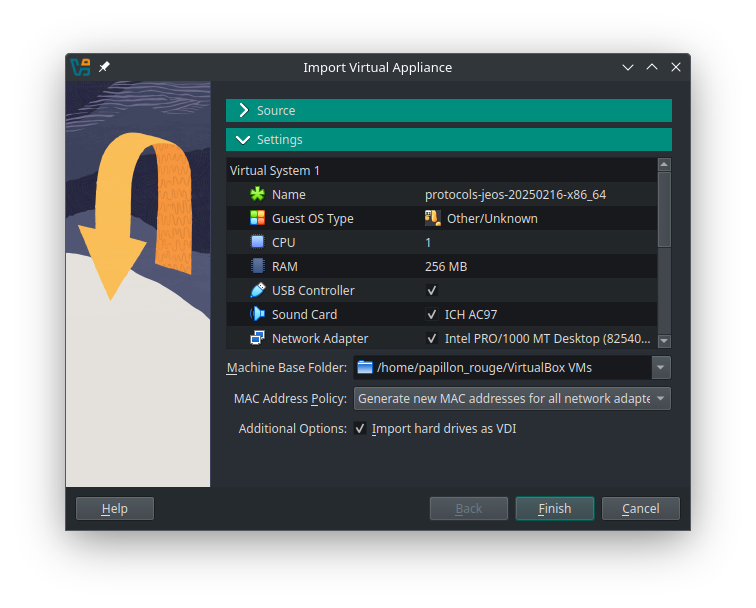 Import Virtual Appliance
Source
Settings
Virtual System 1
Name protocols-jeos-20250216-x86_64
Guest OS Type Other/Unknown
CPU 1
RAM 256 MB
USB Controller
Sound Card ICH AC97
Network Adapter Intel PRO/1000 MT Desktop (82540...
Machine Base Folder: /home/papillon_rouge/VirtualBox VMs
MAC Address Policy: Generate new MAC addresses for all network adapte
Additional Options: Import hard drives as VDI
Help Back Finish Cancel